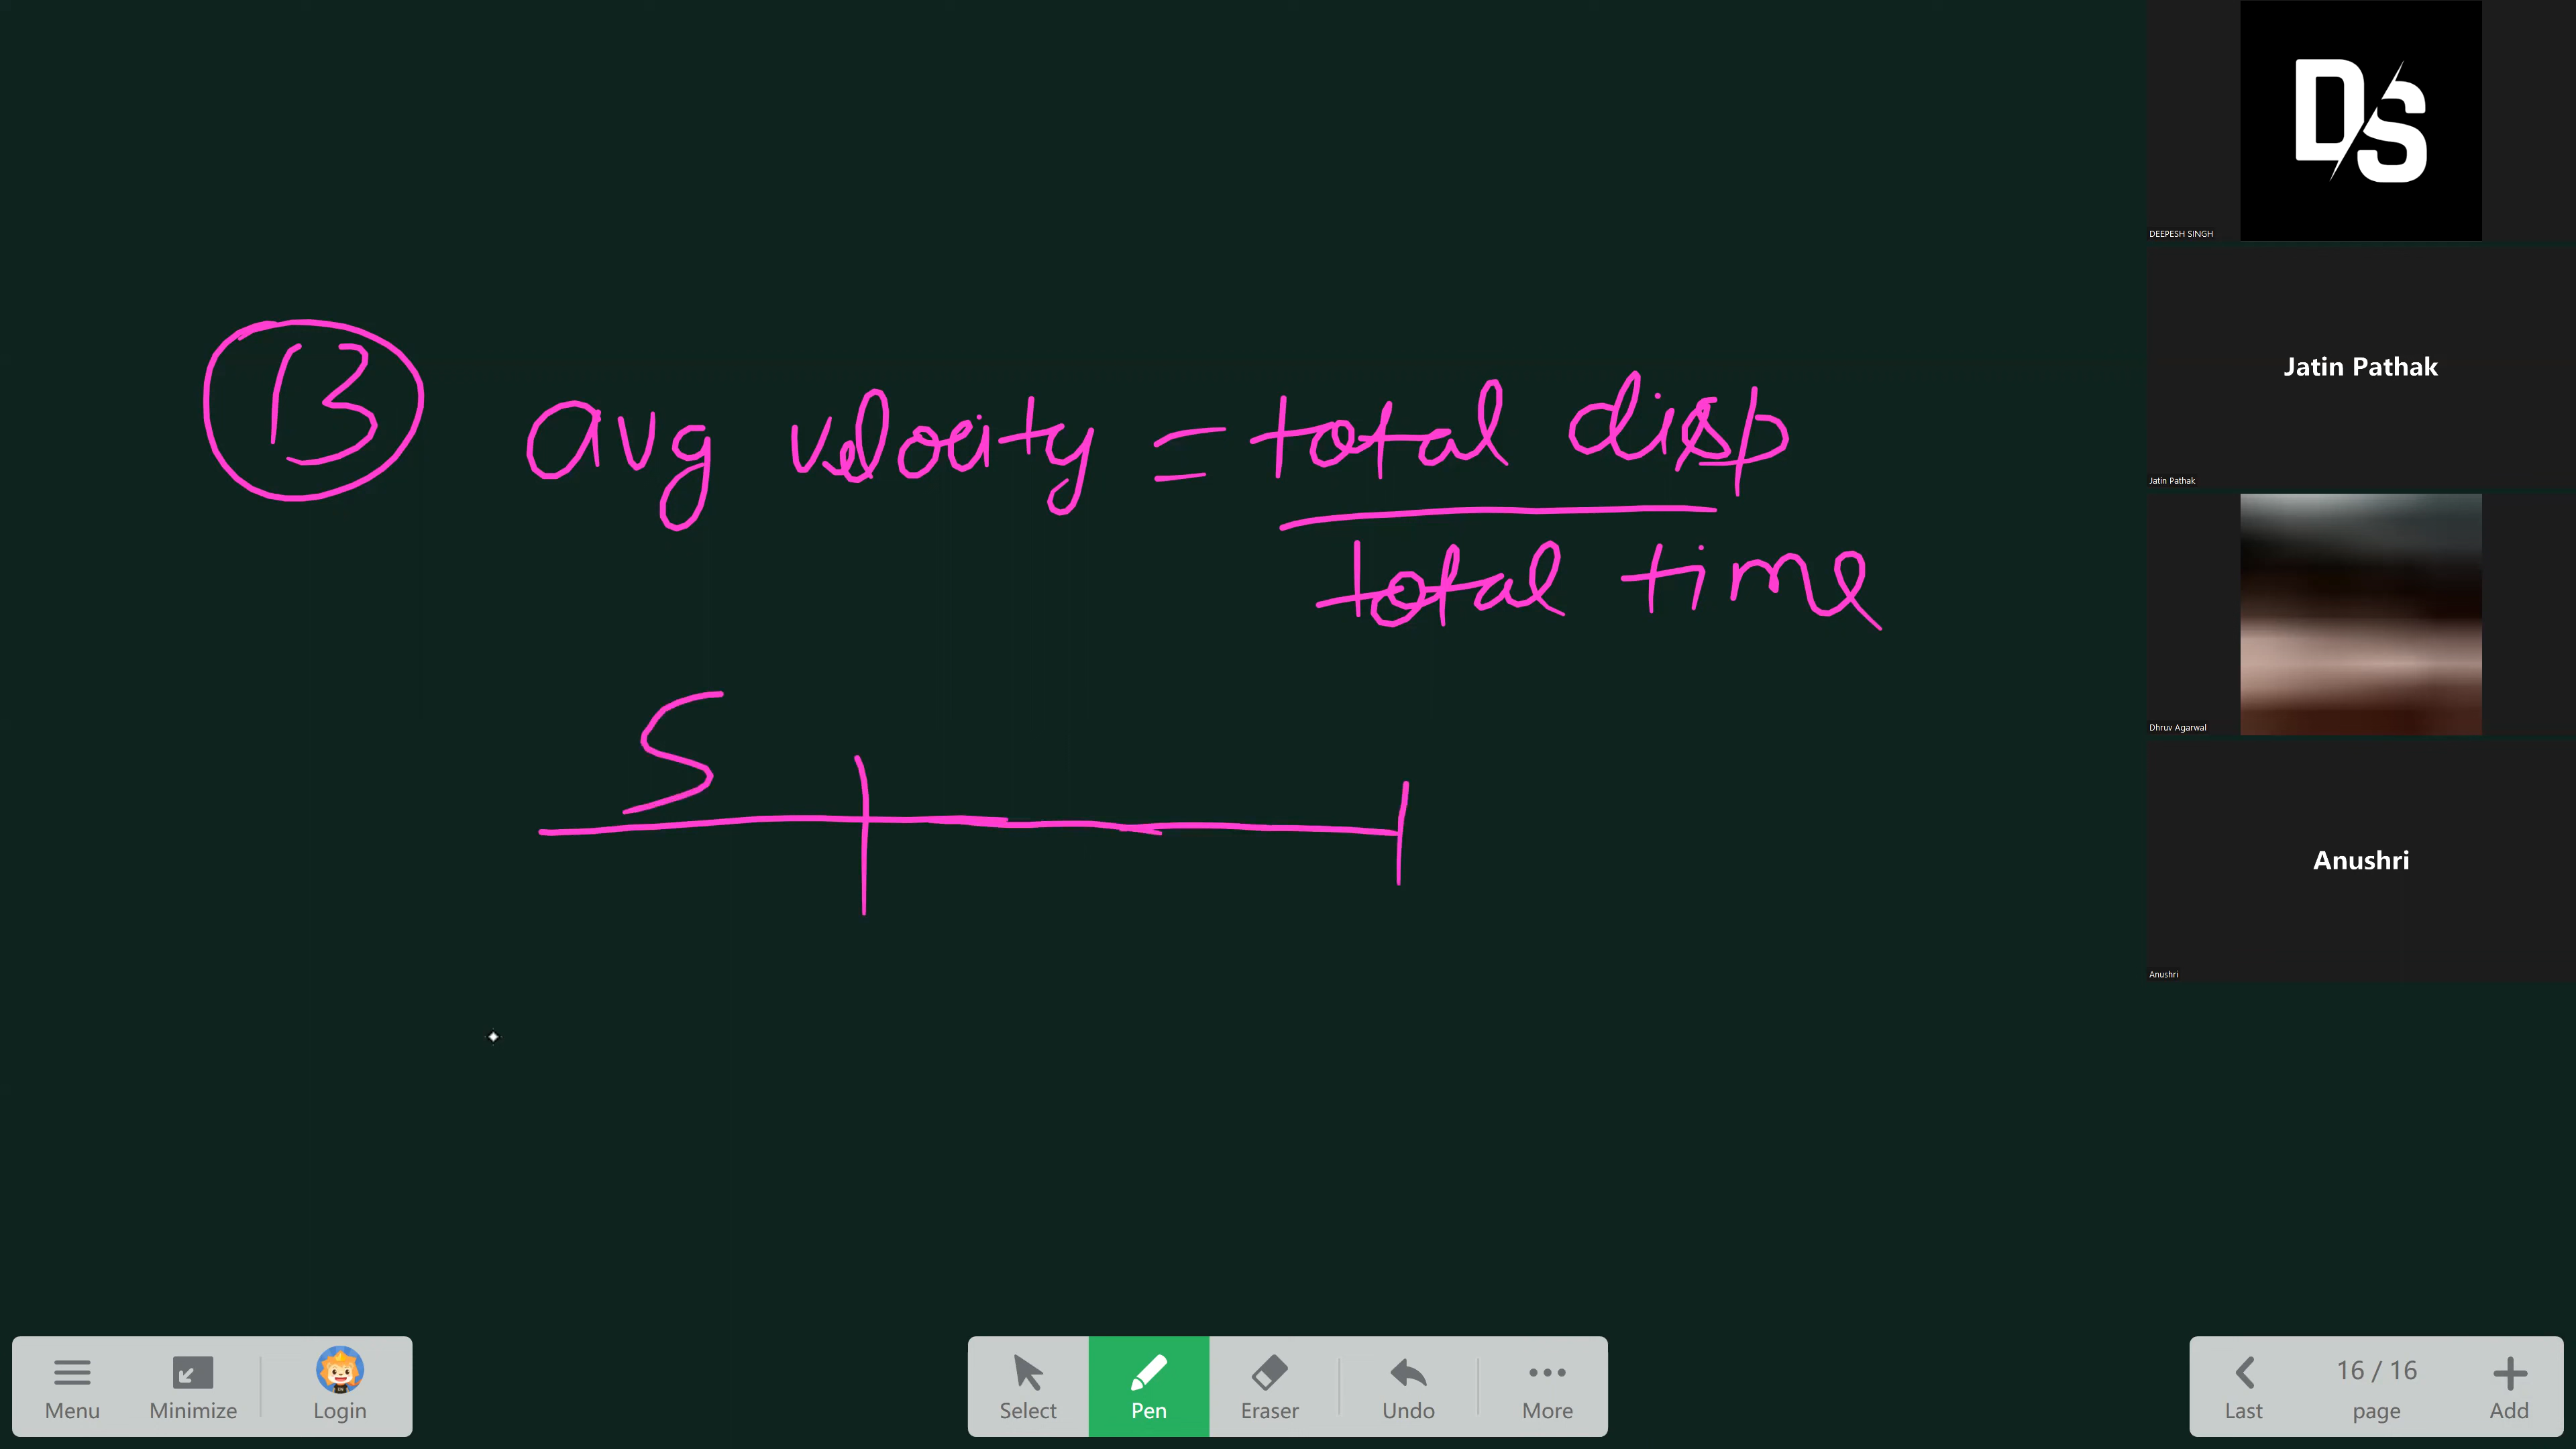 DS
DEEPESH SINGH
Jatin Pathak
Jatin Pathak
Dhruv Agarwal
Anushri
Anushri
13 avg velocity = total disp
total time
S
Menu Minimize Login
Select Pen Eraser Undo More
Last 16 / 16 page Add